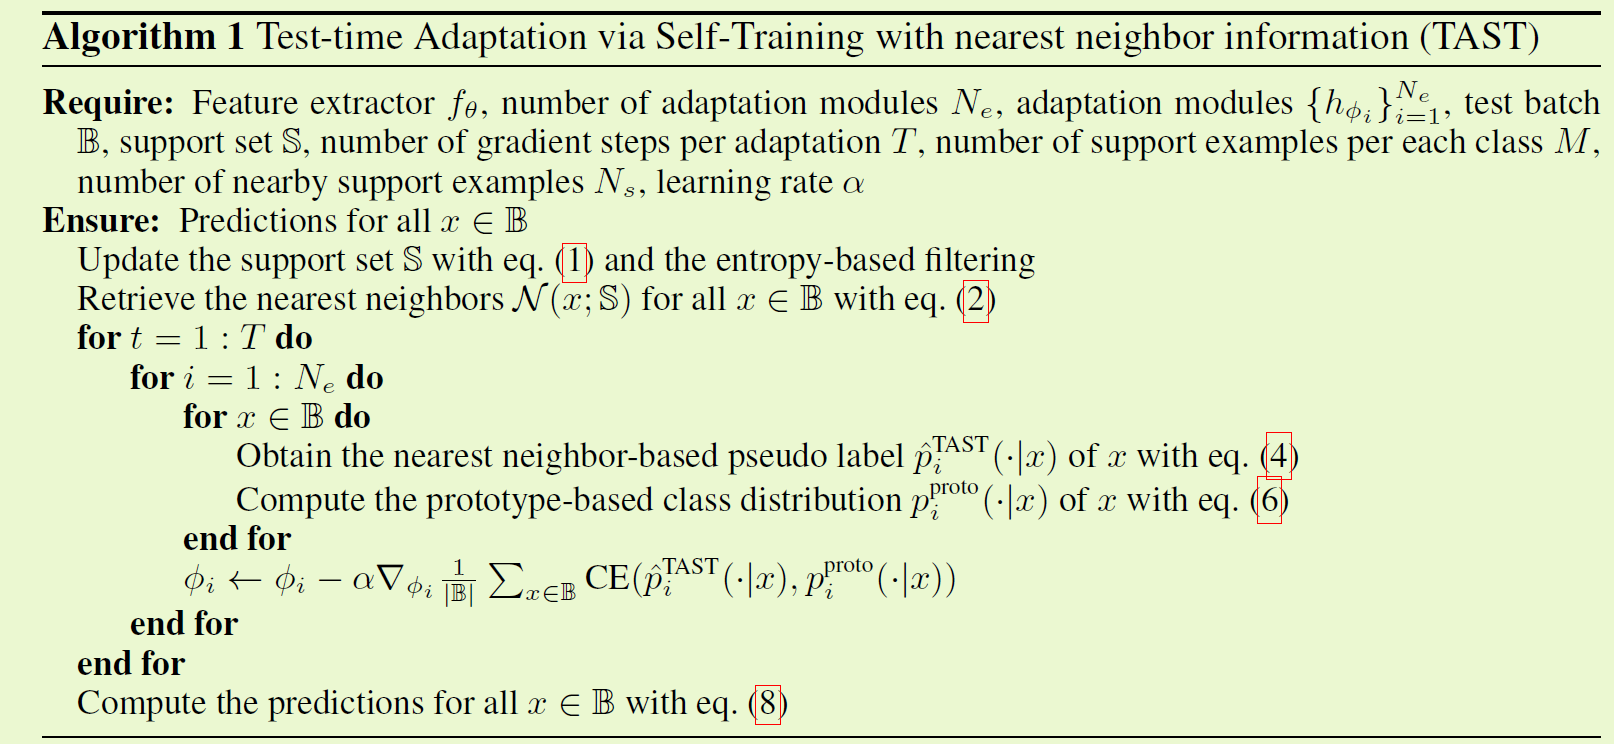 Algorithm 1 Test-time Adaptation via Self-Training with nearest neighbor information (TAST)
Require: Feature extractor $f_\theta$, number of adaptation modules $N_e$, adaptation modules $\{h_{\phi_i}\}_{i=1}^{N_e}$, test batch
$\mathbb{B}$, support set $\mathbb{S}$, number of gradient steps per adaptation $T$, number of support examples per each class $M$,
number of nearby support examples $N_s$, learning rate $\alpha$
Ensure: Predictions for all $x \in \mathbb{B}$
Update the support set $\mathbb{S}$ with eq. (1) and the entropy-based filtering
Retrieve the nearest neighbors $\mathcal{N}(x; \mathbb{S})$ for all $x \in \mathbb{B}$ with eq. (2)
for $t = 1 : T$ do
for $i = 1 : N_e$ do
for $x \in \mathbb{B}$ do
Obtain the nearest neighbor-based pseudo label $\hat{p}_i^{\text{TAST}}(\cdot|x)$ of $x$ with eq. (4)
Compute the prototype-based class distribution $p_i^{\text{proto}}(\cdot|x)$ of $x$ with eq. (6)
end for
$\phi_i \leftarrow \phi_i - \alpha \nabla_{\phi_i} \frac{1}{|\mathbb{B}|} \sum_{x \in \mathbb{B}} \text{CE}(\hat{p}_i^{\text{TAST}}(\cdot|x), p_i^{\text{proto}}(\cdot|x))$
end for
end for
Compute the predictions for all $x \in \mathbb{B}$ with eq. (8)